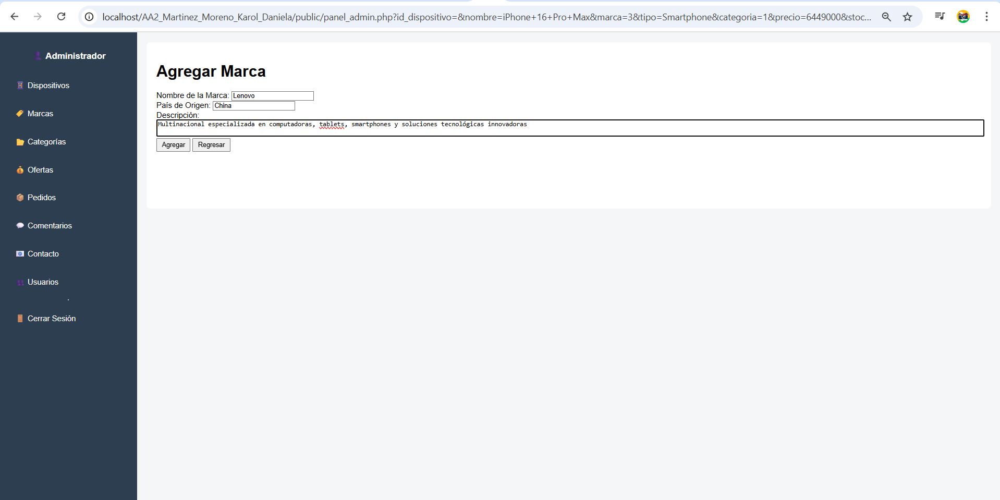 localhost/AA2_Martinez_Moreno_Karol_Daniela/public/panel_admin.php?id_dispositivo=&nombre=iPhone+16+Pro+Max&marca=3&tipo=Smartphone&categoria=1&precio=6449000&stoc...
Administrador
Dispositivos
Marcas
Categorías
Ofertas
Pedidos
Comentarios
Contacto
Usuarios
.
Cerrar Sesión
Agregar Marca
Nombre de la Marca: Lenovo
País de Origen: China
Descripción:
Multinacional especializada en computadoras, tablets, smartphones y soluciones tecnológicas innovadoras
Agregar Regresar